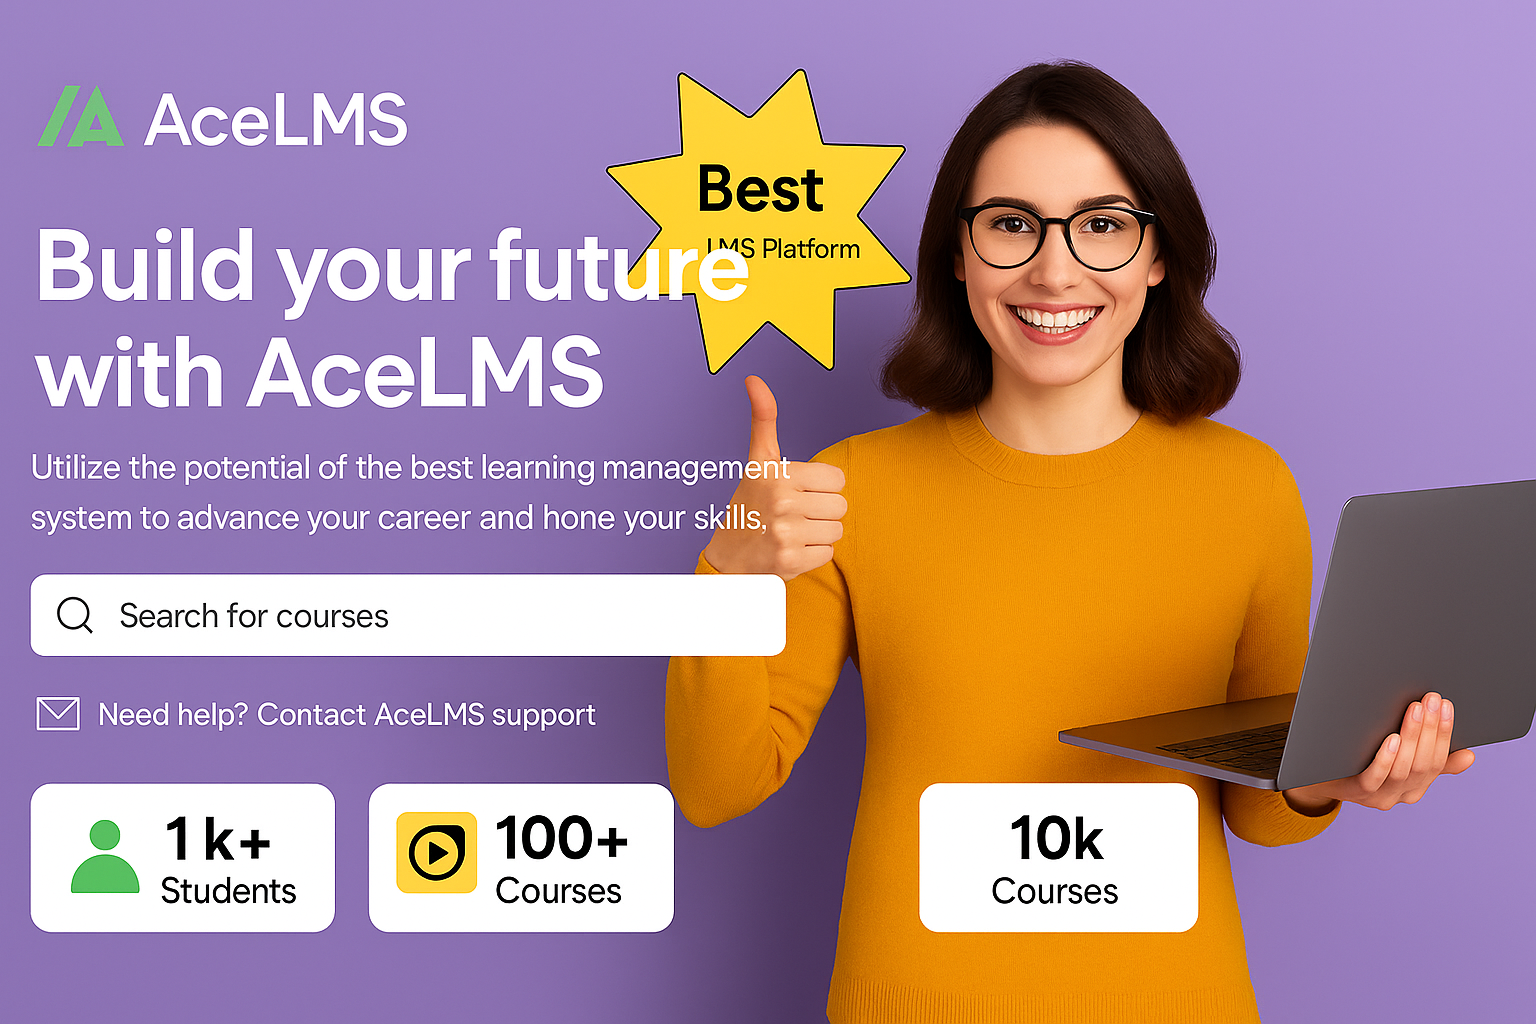 AceLMS
Best
LMS Platform
Build your future
with AceLMS
Utilize the potential of the best learning management
system to advance your career and hone your skills,
Search for courses
Need help? Contact AceLMS support
1k+
Students
100+
Courses
10k
Courses